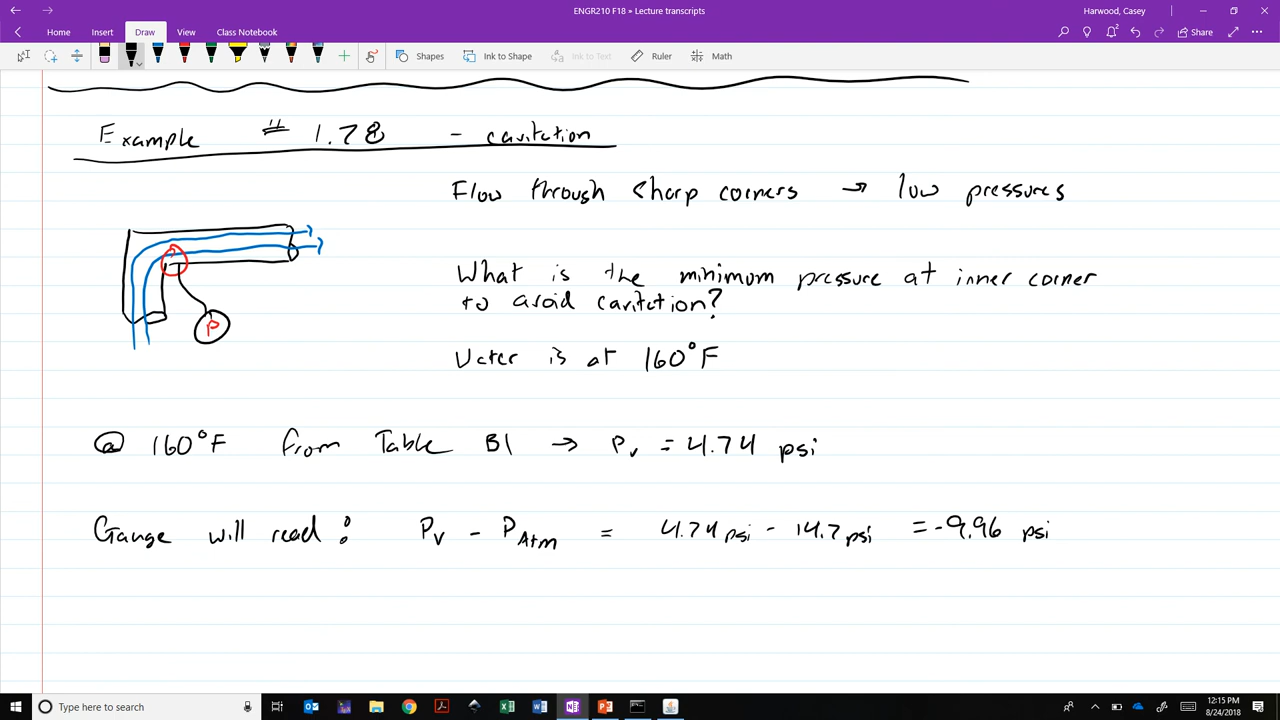 ENGR210 F18 » Lecture transcripts
Harwood, Casey
Home Insert Draw View Class Notebook
Share
Shapes Ink to Shape Ink to Text Ruler Math
Example # 1.78 - cavitation
Flow through sharp corners → low pressures
What is the minimum pressure at inner corner
to avoid cavitation?
Water is at 160°F
P
@ 160°F from Table B1 → Pv = 4.74 psi
Gauge will read: Pv - PAtm = 4.74 psi - 14.7 psi = -9.96 psi
Type here to search
12:15 PM
8/24/2018